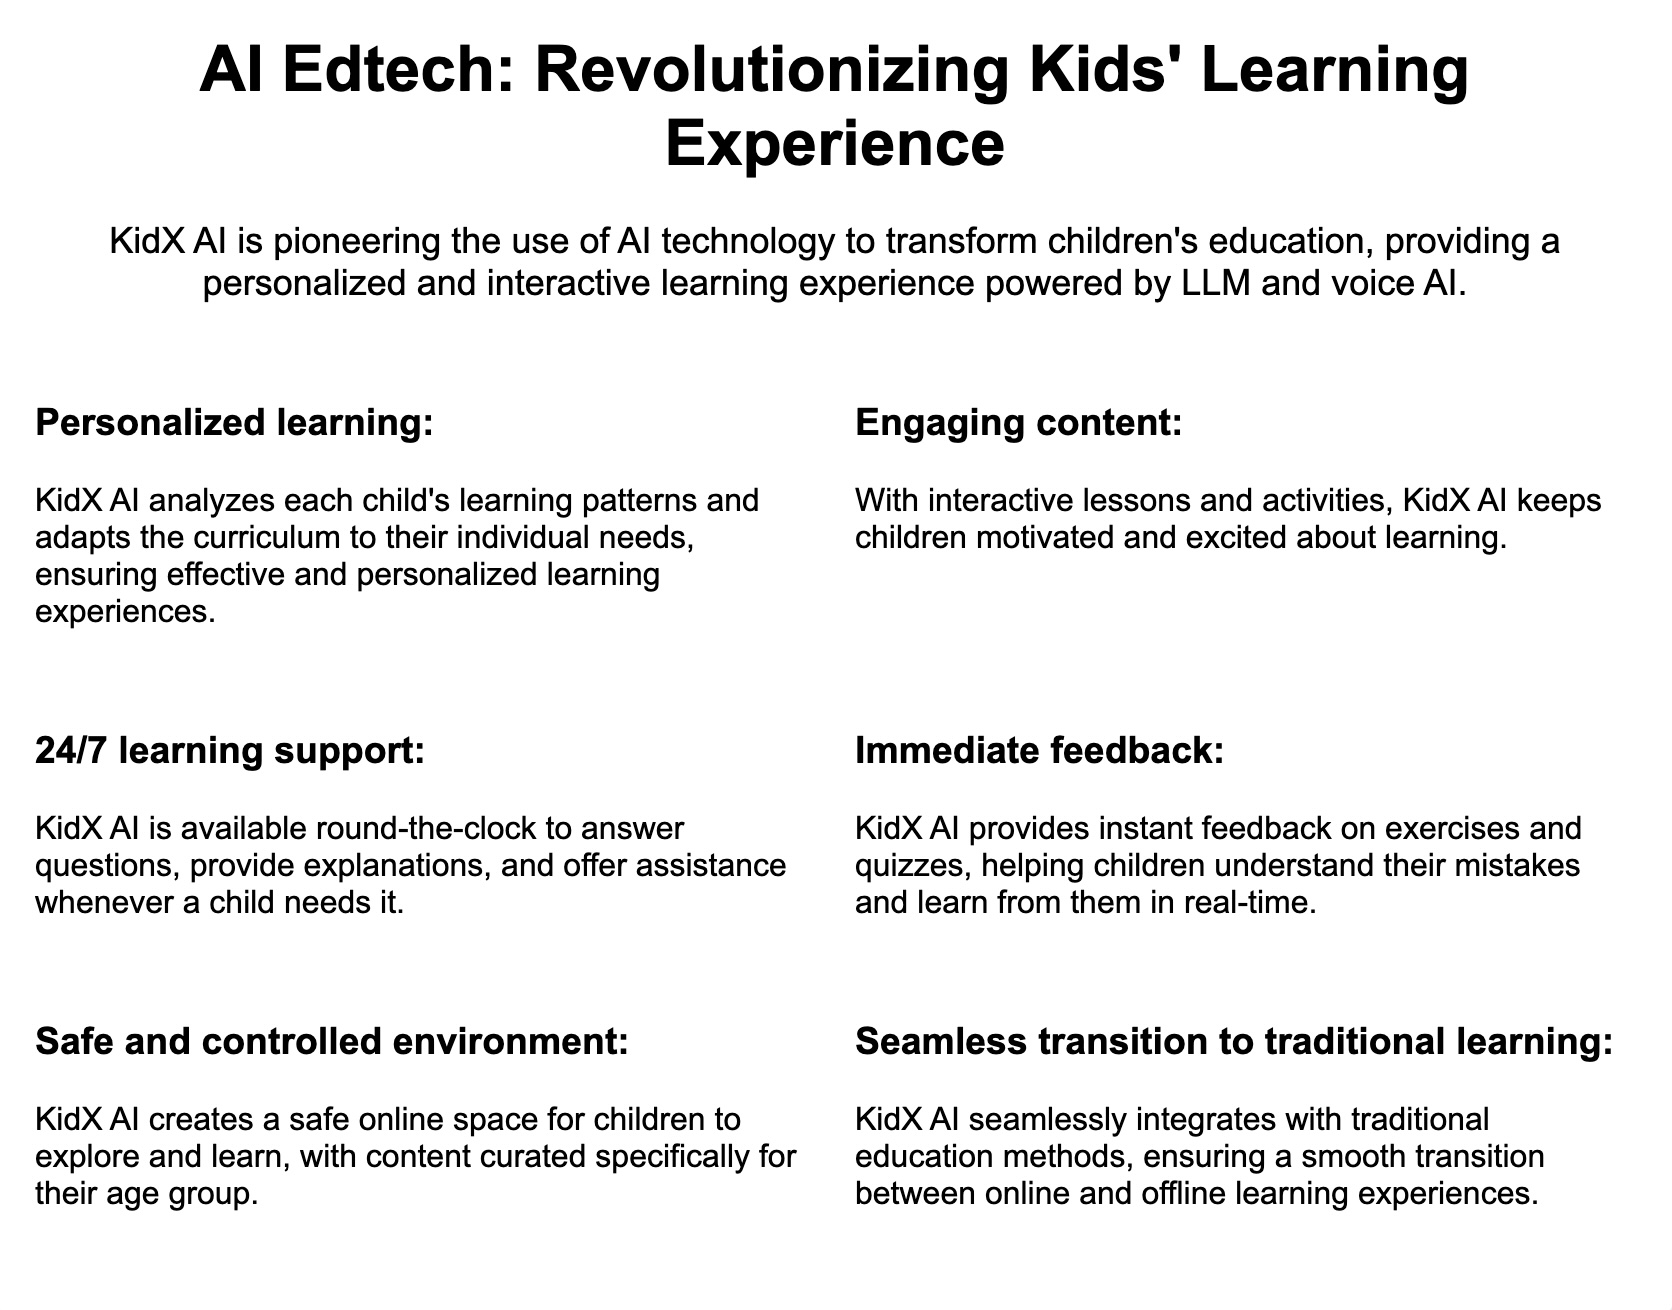 AI Edtech: Revolutionizing Kids' Learning
Experience
KidX AI is pioneering the use of AI technology to transform children's education, providing a
personalized and interactive learning experience powered by LLM and voice AI.
Personalized learning:
KidX AI analyzes each child's learning patterns and
adapts the curriculum to their individual needs,
ensuring effective and personalized learning
experiences.
Engaging content:
With interactive lessons and activities, KidX AI keeps
children motivated and excited about learning.
24/7 learning support:
KidX AI is available round-the-clock to answer
questions, provide explanations, and offer assistance
whenever a child needs it.
Immediate feedback:
KidX AI provides instant feedback on exercises and
quizzes, helping children understand their mistakes
and learn from them in real-time.
Safe and controlled environment:
KidX AI creates a safe online space for children to
explore and learn, with content curated specifically for
their age group.
Seamless transition to traditional learning:
KidX AI seamlessly integrates with traditional
education methods, ensuring a smooth transition
between online and offline learning experiences.